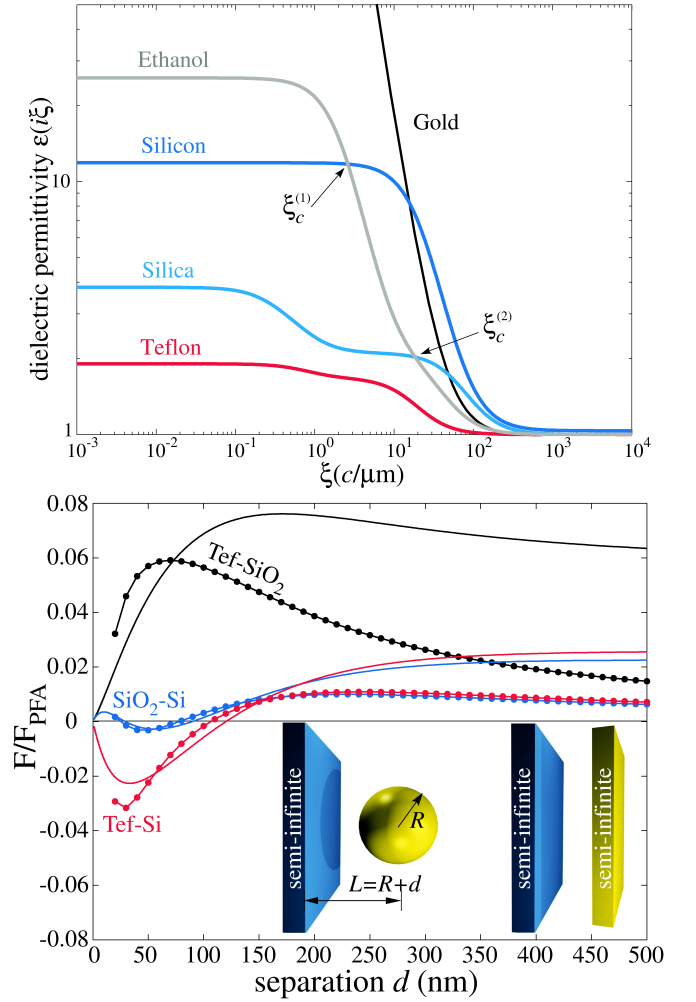 dielectric permittivity ε(iξ)
10
1
Ethanol
Silicon
Silica
Teflon
Gold
ξc(1)
ξc(2)
10⁻³ 10⁻² 10⁻¹ 10⁰ 10¹ 10² 10³ 10⁴
ξ(c/μm)
F/F_PFA
0.08
0.06
0.04
0.02
0
-0.02
-0.04
-0.06
-0.08
Tef-SiO₂
SiO₂-Si
Tef-Si
semi-infinite
R
L=R+d
semi-infinite
0 50 100 150 200 250 300 350 400 450 500
separation d (nm)